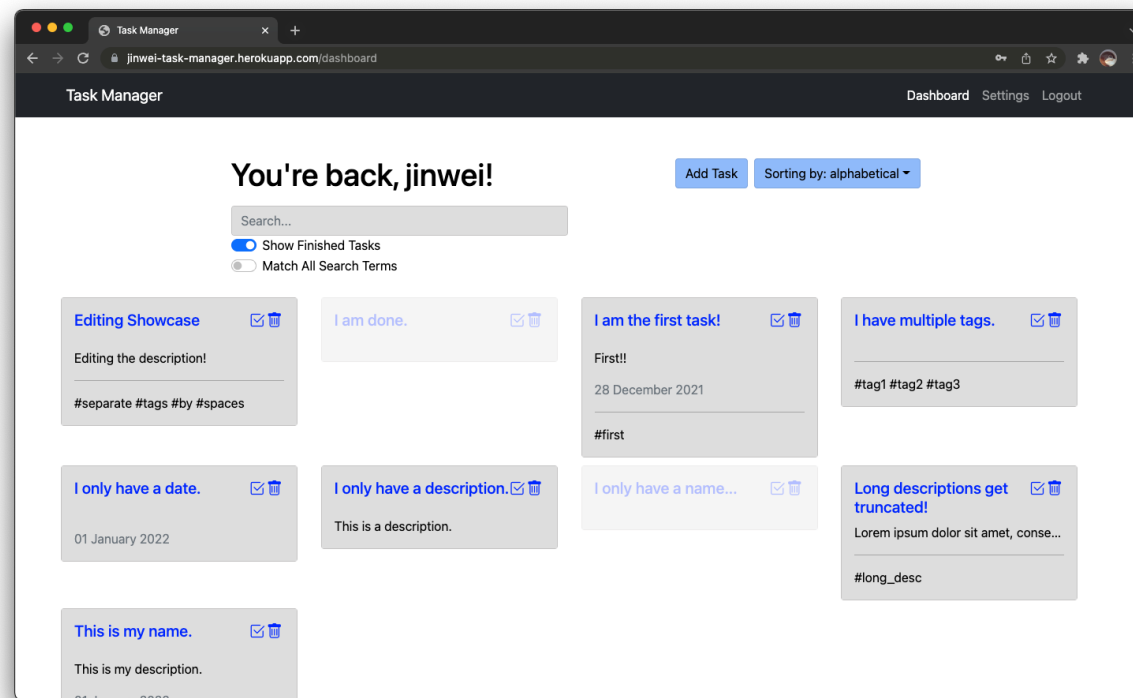 Task Manager
jinwei-task-manager.herokuapp.com/dashboard
Task Manager
Dashboard Settings Logout
You're back, jinwei!
Add Task
Sorting by: alphabetical
Search...
Show Finished Tasks
Match All Search Terms
Editing Showcase
Editing the description!
#separate #tags #by #spaces
I am done.
I am the first task!
First!!
28 December 2021
#first
I have multiple tags.
#tag1 #tag2 #tag3
I only have a date.
01 January 2022
I only have a description.
This is a description.
I only have a name...
Long descriptions get
truncated!
Lorem ipsum dolor sit amet, conse...
#long_desc
This is my name.
This is my description.